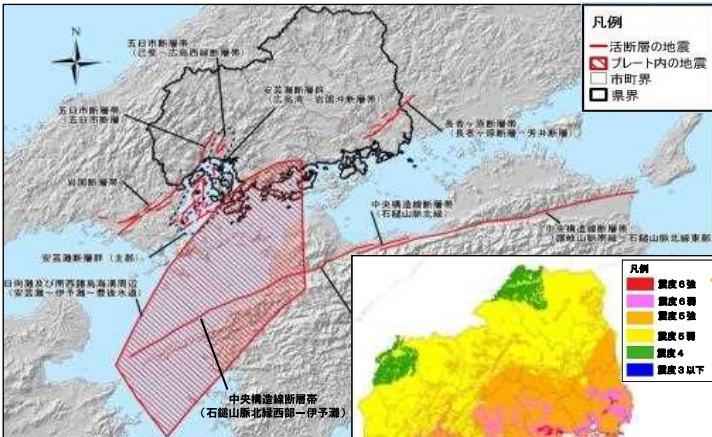 N
五日市断層帯
(己斐－広島西縁断層帯)
安芸灘断層群
(広島湾－岩国沖断層帯)
五日市断層帯
(五日市断層)
岩国断層帯
安芸灘断層群(主部)
日向灘及び南西諸島海溝周辺
(安芸灘～伊予灘～豊後水道)
長者ヶ原断層帯
(長者ヶ原断層－芳井断層)
中央構造線断層帯
(石鎚山脈北縁)
中央構造線断層帯
(讃岐山脈南縁－石鎚山脈北縁東部)
中央構造線断層帯
(石鎚山脈北縁西部ー伊予灘)
凡例
活断層の地震
プレート内の地震
市町界
県界
凡例
震度6強
震度6弱
震度5強
震度5弱
震度4
震度3以下